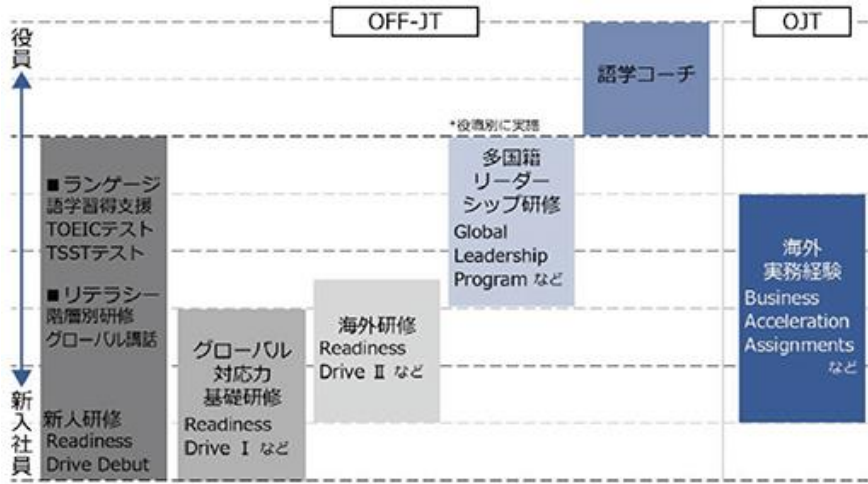 OFF-JT
OJT
役員
新入社員
■ランゲージ
語学習得支援
TOEICテスト
TSSTテスト
■リテラシー
階層別研修
グローバル講話
新人研修
Readiness
Drive Debut
グローバル
対応力
基礎研修
Readiness
Drive Ⅰ など
海外研修
Readiness
Drive Ⅱ など
*役職別に実施
多国籍
リーダー
シップ研修
Global
Leadership
Program など
語学コーチ
海外
実務経験
Business
Acceleration
Assignments
など